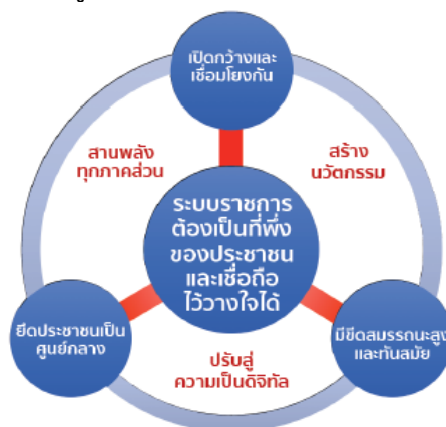 เปิดกว้างและ
เชื่อมโยงกัน
สานพลัง
ทุกภาคส่วน
สร้าง
นวัตกรรม
ระบบราชการ
ต้องเป็นที่พึ่ง
ของประชาชน
และเชื่อถือ
ไว้วางใจได้
ยึดประชาชนเป็น
ศูนย์กลาง
มีขีดสมรรถนะสูง
และทันสมัย
ปรับสู่
ความเป็นดิจิทัล